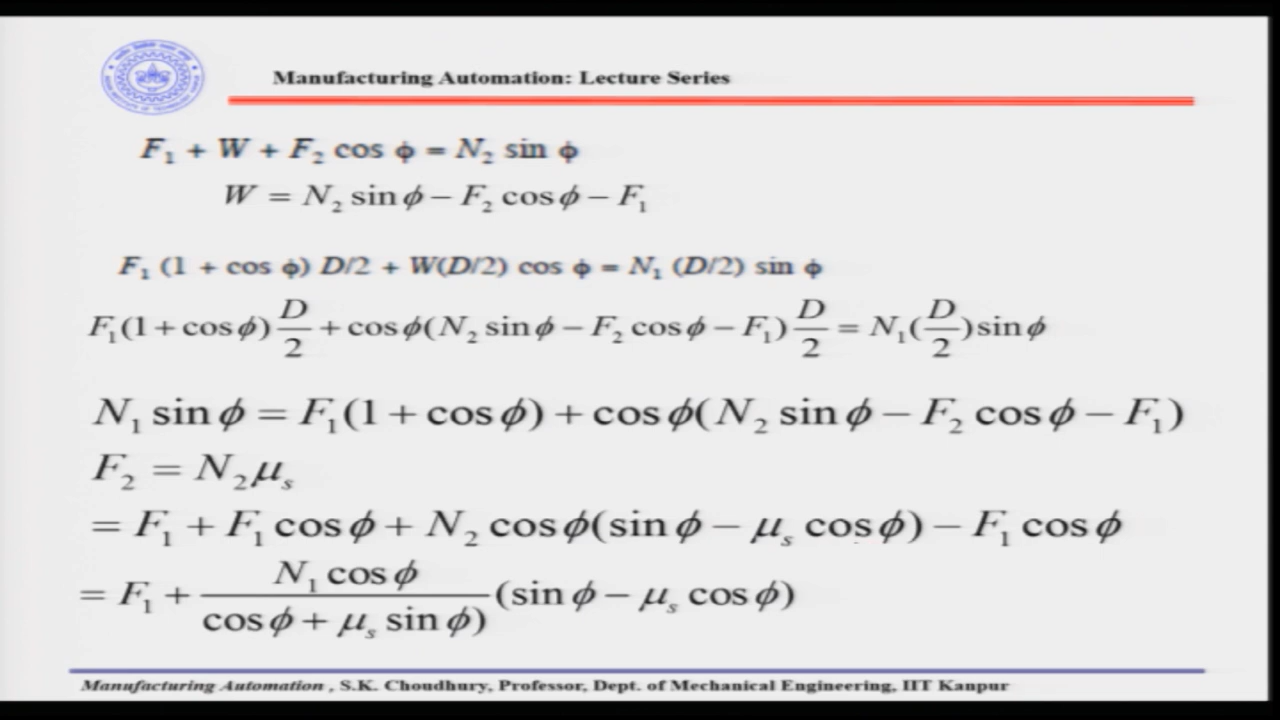 Manufacturing Automation: Lecture Series
F₁ + W + F₂ cos ϕ = N₂ sin ϕ
W = N₂ sin ϕ − F₂ cos ϕ − F₁
F₁ (1 + cos ϕ) D/2 + W(D/2) cos ϕ = N₁ (D/2) sin ϕ
F₁(1 + cos ϕ) D/2 + cos ϕ(N₂ sin ϕ − F₂ cos ϕ − F₁) D/2 = N₁(D/2) sin ϕ
N₁ sin ϕ = F₁(1 + cos ϕ) + cos ϕ(N₂ sin ϕ − F₂ cos ϕ − F₁)
F₂ = N₂μₛ
= F₁ + F₁ cos ϕ + N₂ cos ϕ(sin ϕ − μₛ cos ϕ) − F₁ cos ϕ
= F₁ + N₁ cos ϕ / cos ϕ + μₛ sin ϕ) (sin ϕ − μₛ cos ϕ)
Manufacturing Automation , S.K. Choudhury, Professor, Dept. of Mechanical Engineering, IIT Kanpur